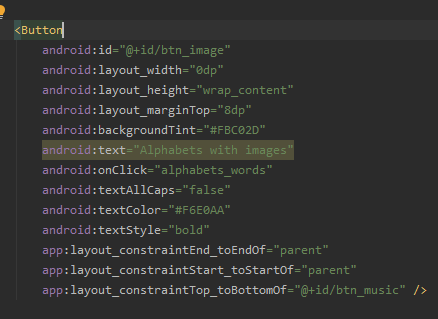 <Button
android:id="@+id/btn_image"
android:layout_width="0dp"
android:layout_height="wrap_content"
android:layout_marginTop="8dp"
android:backgroundTint="#FBC02D"
android:text="Alphabets with images"
android:onClick="alphabets_words"
android:textAllCaps="false"
android:textColor="#F6E0AA"
android:textStyle="bold"
app:layout_constraintEnd_toEndOf="parent"
app:layout_constraintStart_toStartOf="parent"
app:layout_constraintTop_toBottomOf="@+id/btn_music" />